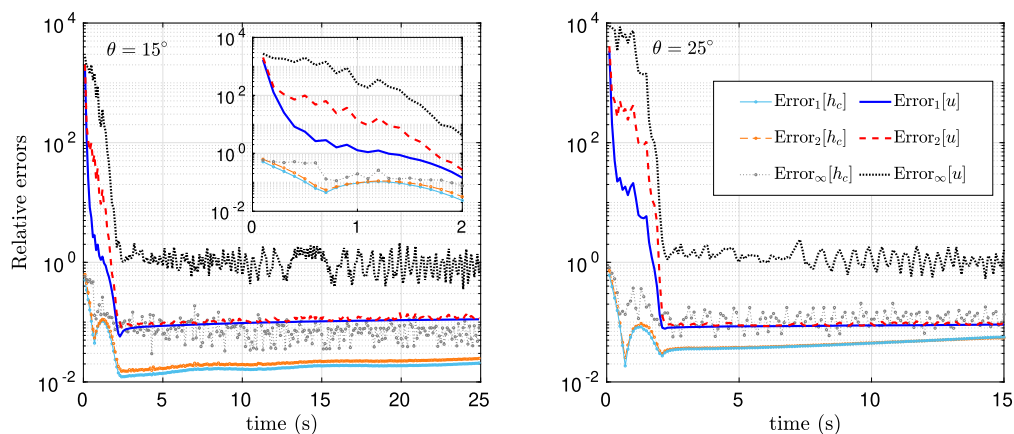 Relative errors
10^4
10^2
10^0
10^-2
θ = 15°
10^4
10^2
10^0
10^-2
0
1
2
0
5
10
15
20
25
time (s)
10^4
10^2
10^0
10^-2
θ = 25°
Error_1[h_c]
Error_1[u]
Error_2[h_c]
Error_2[u]
Error_∞[h_c]
Error_∞[u]
0
5
10
15
time (s)